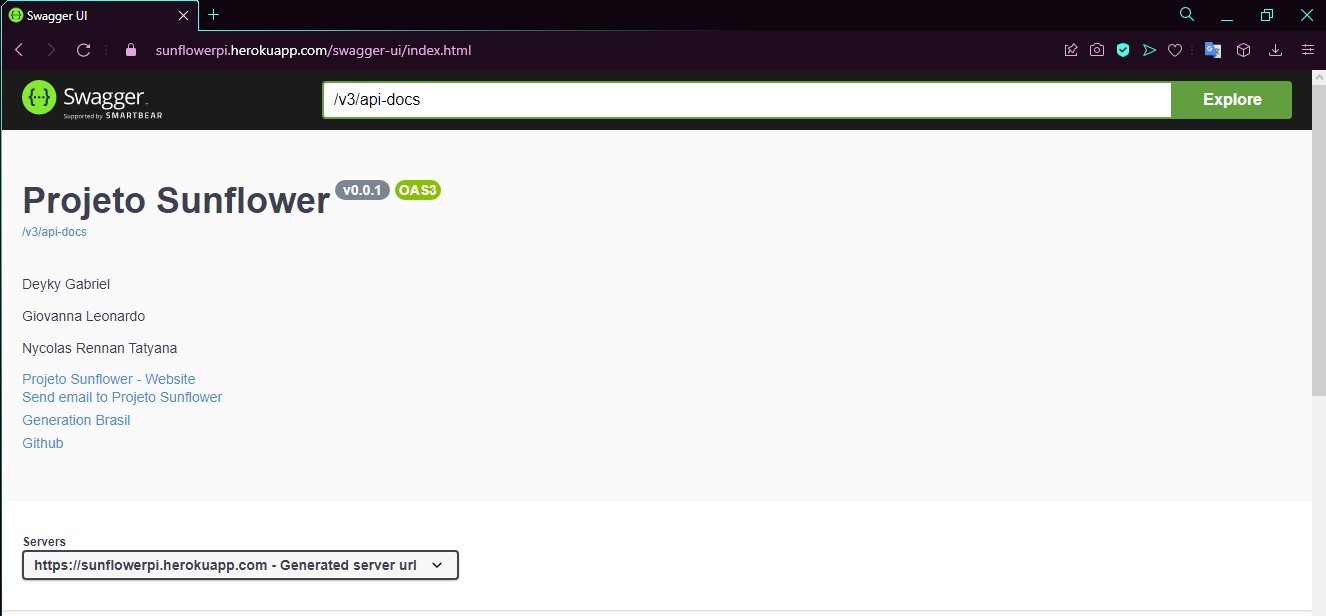 Swagger UI
sunflowerpi.herokuapp.com/swagger-ui/index.html
Swagger
Supported by SMARTBEAR
/v3/api-docs
Explore
Projeto Sunflower v0.0.1 OAS3
/v3/api-docs
Deyky Gabriel
Giovanna Leonardo
Nycolas Rennan Tatyana
Projeto Sunflower - Website
Send email to Projeto Sunflower
Generation Brasil
Github
Servers
https://sunflowerpi.herokuapp.com - Generated server url